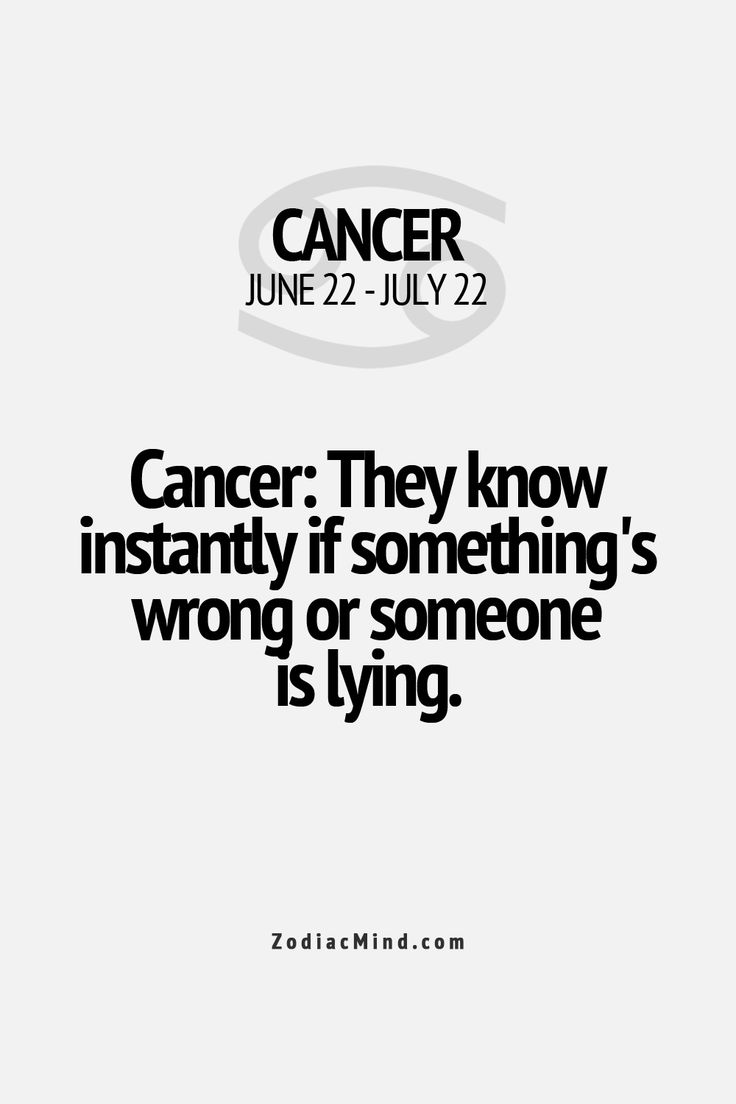 CANCER
JUNE 22 - JULY 22
Cancer: They know
instantly if something's
wrong or someone
is lying.
ZodiacMind.com